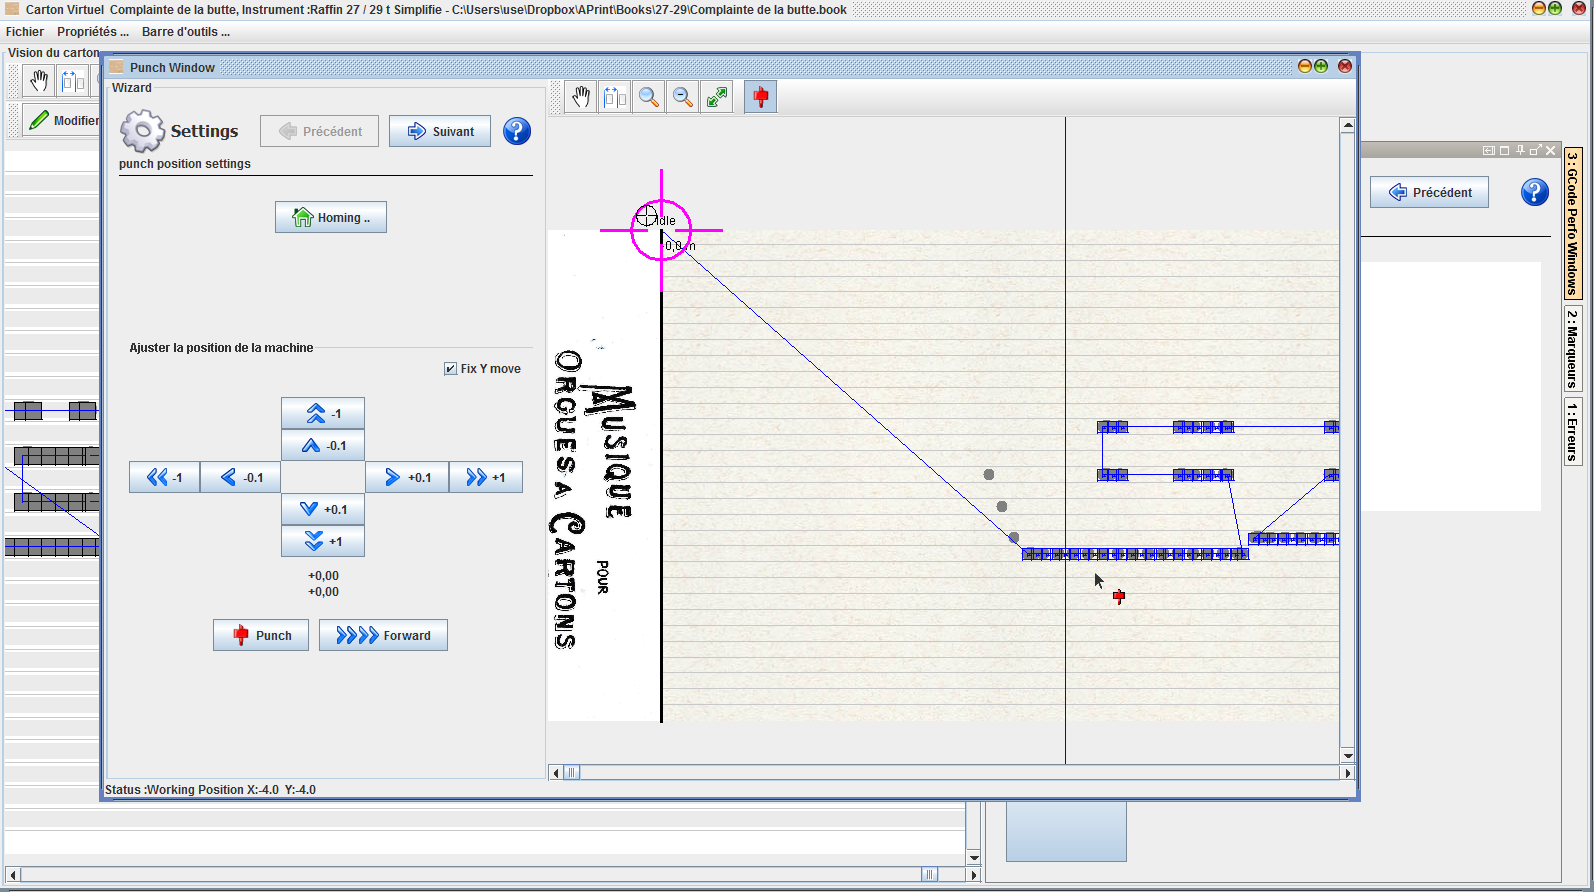 Carton Virtuel  Complainte de la butte, Instrument :Raffin 27 / 29 t Simplifie - C:\Users\use\Dropbox\APrint\Books\27-29\Complainte de la butte.book
Fichier   Propriétés ...   Barre d'outils ...
Vision du carton
Modifier
Punch Window
Wizard
Settings
Précédent
Suivant
punch position settings
Homing ..
Ajuster la position de la machine
Fix Y move
-1
-0.1
-1
-0.1
+0.1
+1
+0.1
+1
+0,00
+0,00
Punch
Forward
Idle
MUSIQUE
POUR
ORGUES A CARTONS
Status :Working Position X:-4.0  Y:-4.0
Précédent
3 : GCode Perfo Windows
2 : Marqueurs
1 : Erreurs